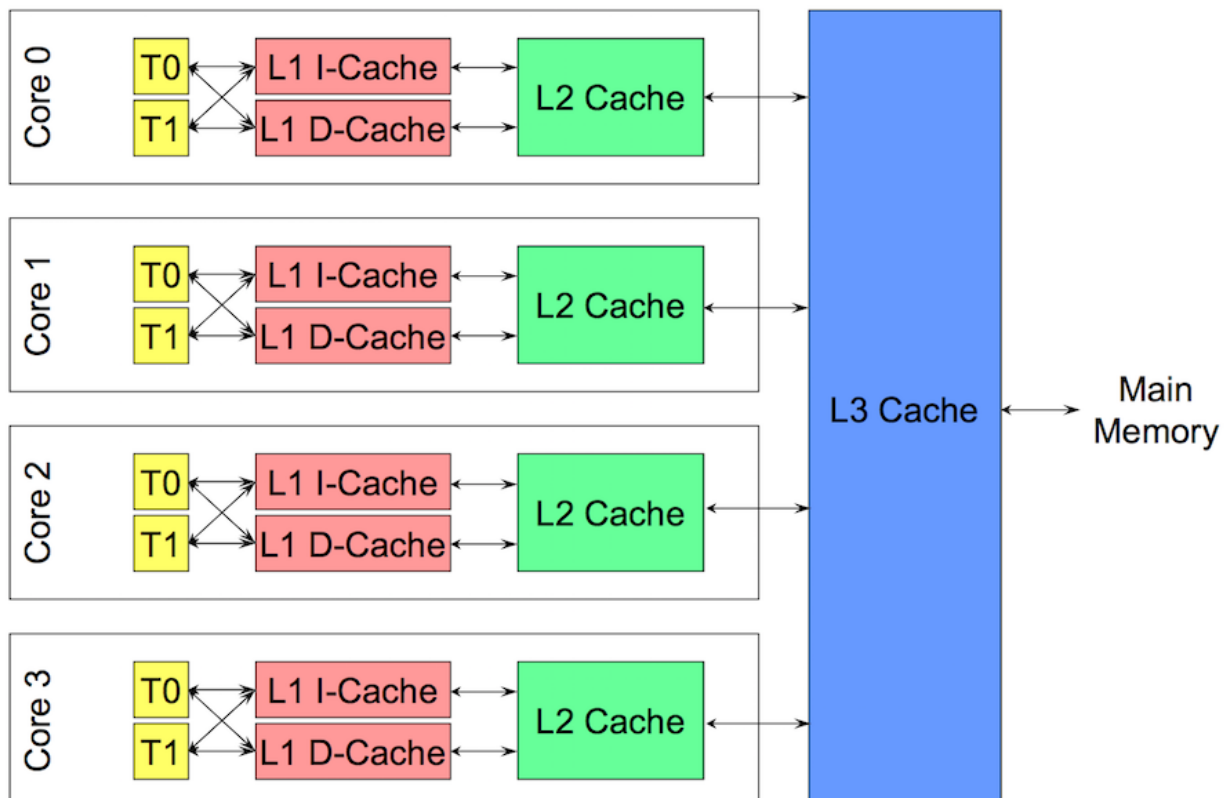 Core 0
T0
L1 I-Cache
T1
L1 D-Cache
L2 Cache
Core 1
T0
L1 I-Cache
T1
L1 D-Cache
L2 Cache
Core 2
T0
L1 I-Cache
T1
L1 D-Cache
L2 Cache
Core 3
T0
L1 I-Cache
T1
L1 D-Cache
L2 Cache
L3 Cache
Main
Memory